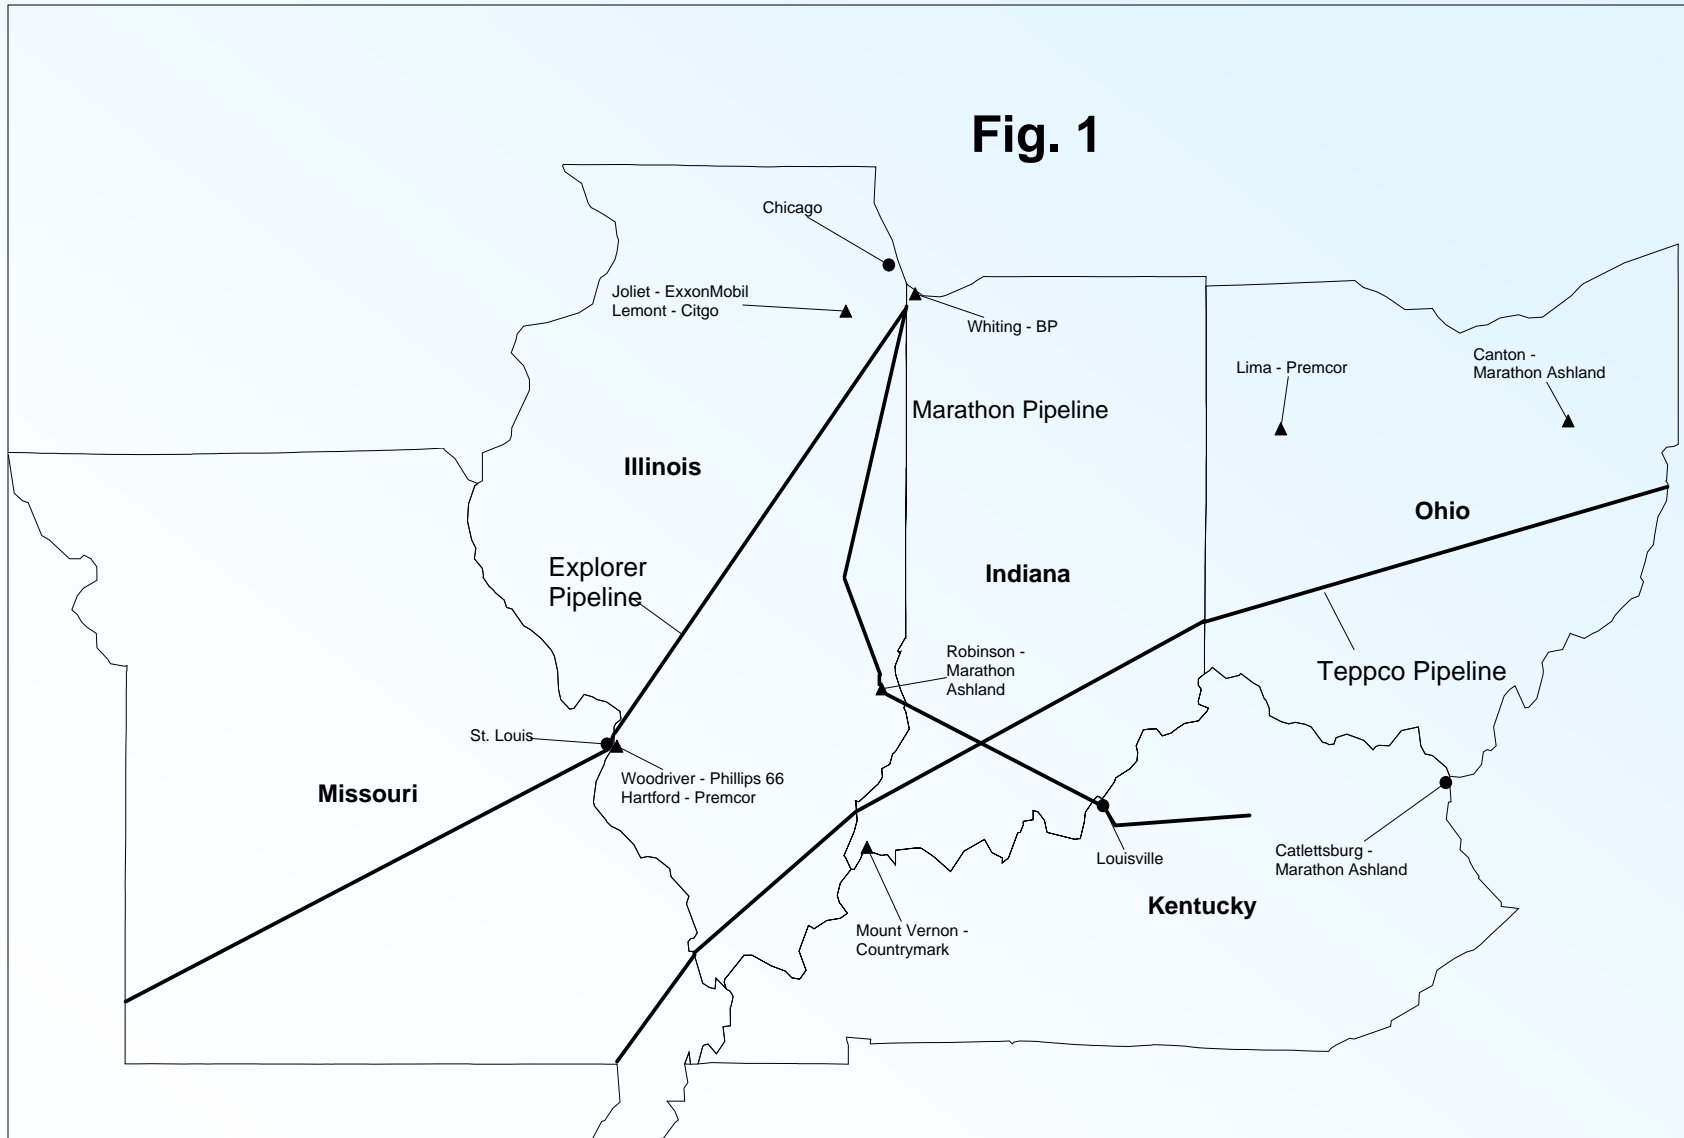 Fig. 1
Chicago
Joliet - ExxonMobil
Lemont - Citgo
Whiting - BP
Canton -
Marathon Ashland
Lima - Premcor
Marathon Pipeline
Illinois
Ohio
Explorer
Pipeline
Indiana
Robinson -
Marathon
Ashland
Teppco Pipeline
St. Louis
Woodriver - Phillips 66
Hartford - Premcor
Missouri
Louisville
Catlettsburg -
Marathon Ashland
Kentucky
Mount Vernon -
Countrymark